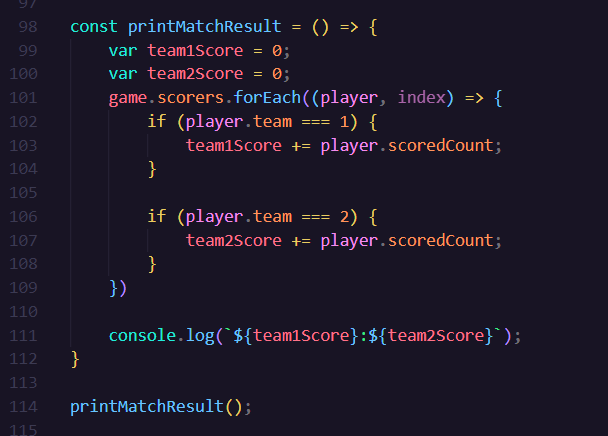 97
98 const printMatchResult = () => {
99 var team1Score = 0;
100 var team2Score = 0;
101 game.scorers.forEach((player, index) => {
102 if (player.team === 1) {
103 team1Score += player.scoredCount;
104 }
105
106 if (player.team === 2) {
107 team2Score += player.scoredCount;
108 }
109 })
110
111 console.log(`${team1Score}:${team2Score}`);
112 }
113
114 printMatchResult();
115